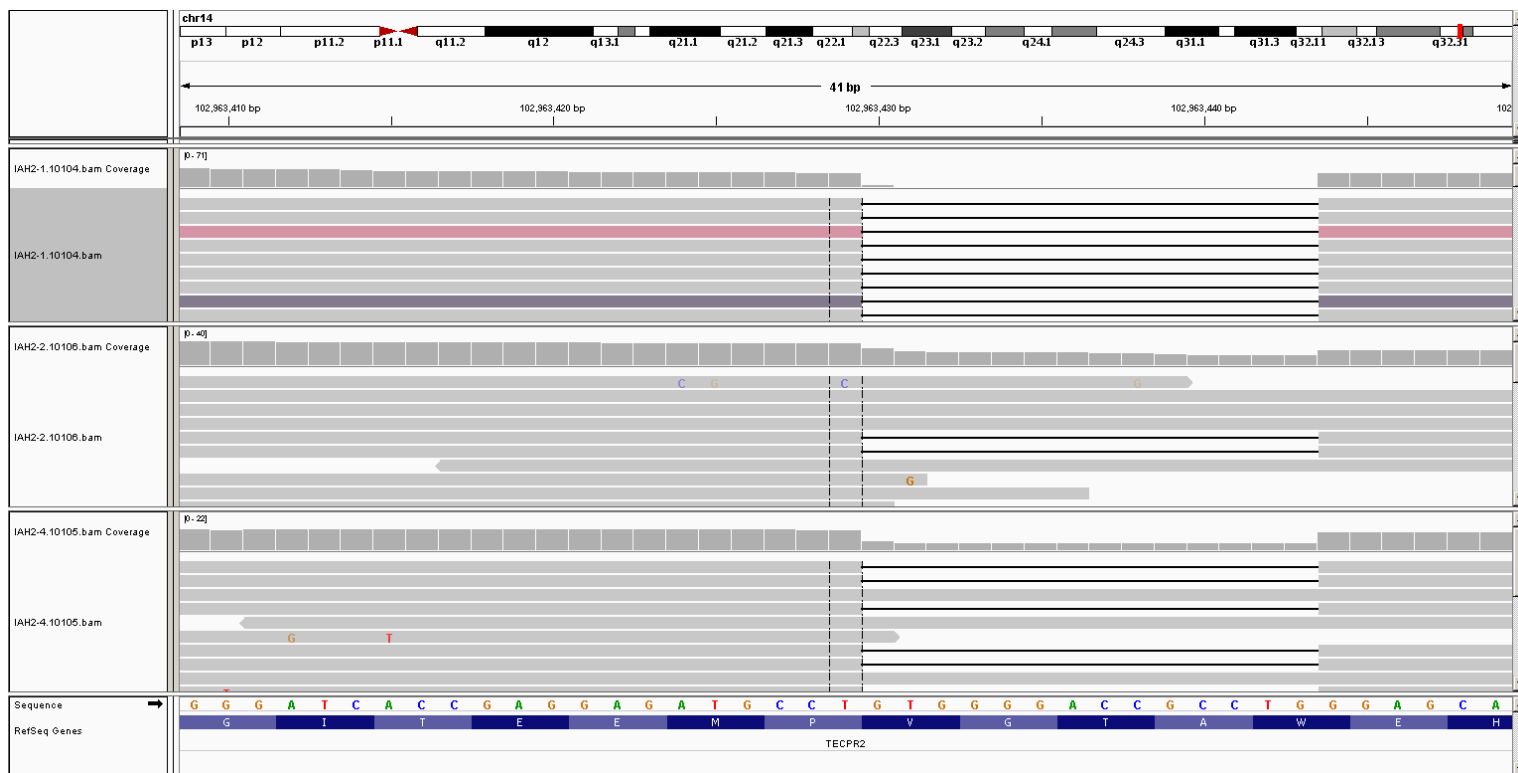 chr14
p13 p12 p11.2 p11.1 q11.2 q12 q13.1 q21.1 q21.2 q21.3 q22.1 q22.3 q23.1 q23.2 q24.1 q24.3 q31.1 q31.3 q32.11 q32.13 q32.31
41 bp
102,963,410 bp 102,963,420 bp 102,963,430 bp 102,963,440 bp 102
[0 - 71]
IAH2-1.10104.bam Coverage
IAH2-1.10104.bam
[0 - 40]
IAH2-2.10106.bam Coverage
C G C G
IAH2-2.10106.bam
G
[0 - 22]
IAH2-4.10105.bam Coverage
IAH2-4.10105.bam
G T
Sequence G G G A T C A C C G A G G A G A T G C C T G T G G G G A C C G C C T G G G A G C A
RefSeq Genes G I T E E M P V G T A W E H
TECPR2